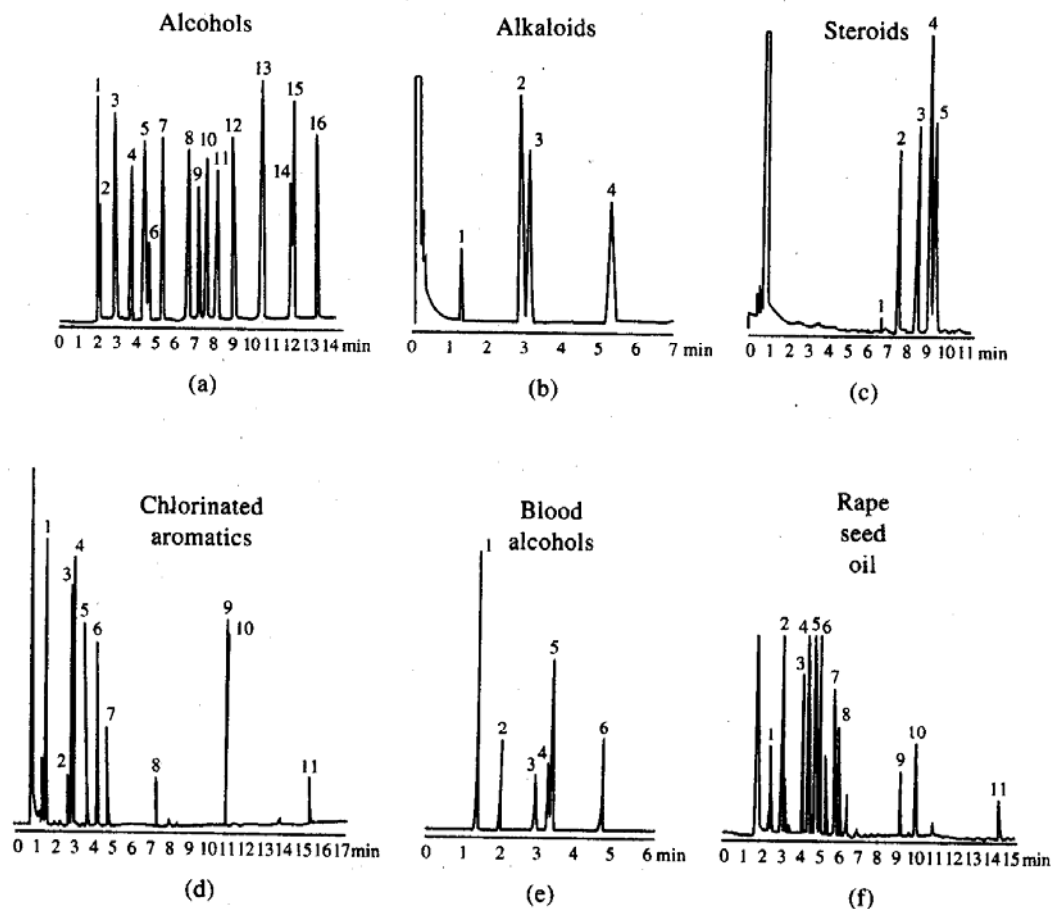 Alcohols
1
2
3
4
5
6
7
8
9
10
11
12
13
14
15
16
0 1 2 3 4 5 6 7 8 9 10 11 12 13 14 min
(a)
Alkaloids
1
2
3
4
0 1 2 3 4 5 6 7 min
(b)
Steroids
1
2
3
4
5
0 1 2 3 4 5 6 7 8 9 10 11 min
(c)
Chlorinated
aromatics
1
2
3
4
5
6
7
8
9
10
11
0 1 2 3 4 5 6 7 8 9 10 11 12 13 14 15 16 17 min
(d)
Blood
alcohols
1
2
3
4
5
6
0 1 2 3 4 5 6 min
(e)
Rape
seed
oil
1
2
3
4
5
6
7
8
9
10
11
0 1 2 3 4 5 6 7 8 9 10 11 12 13 14 15 min
(f)